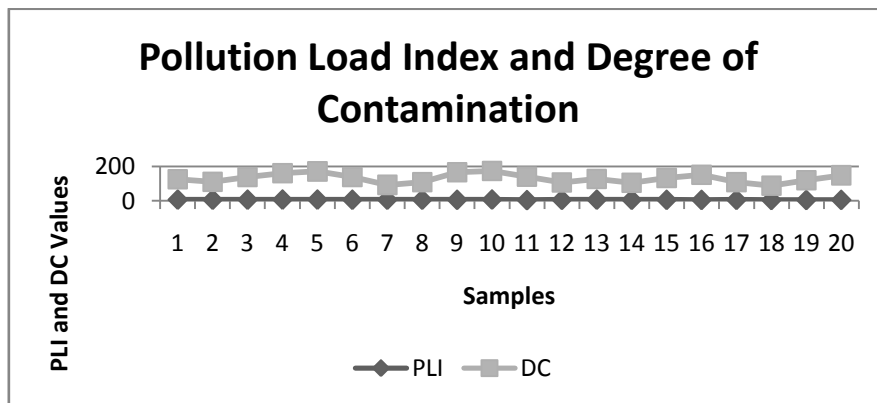 Pollution Load Index and Degree of
Contamination
PLI and DC Values
200
0
1 2 3 4 5 6 7 8 9 10 11 12 13 14 15 16 17 18 19 20
Samples
PLI DC